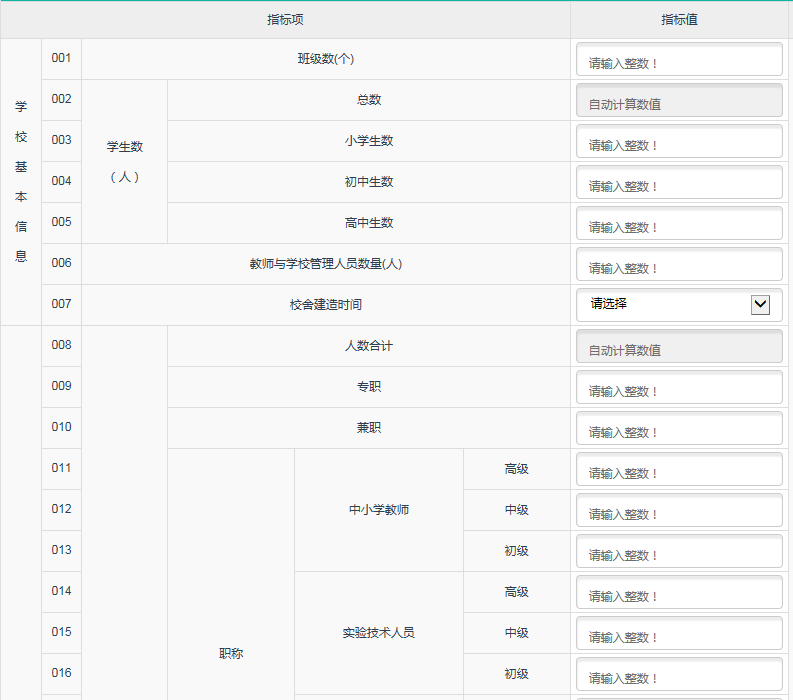 指标项 指标值
学校基本信息
001 班级数(个) 请输入整数！
学生数
（人）
002 总数 自动计算数值
003 小学生数 请输入整数！
004 初中生数 请输入整数！
005 高中生数 请输入整数！
006 教师与学校管理人员数量(人) 请输入整数！
007 校舍建造时间 请选择
008 人数合计 自动计算数值
009 专职 请输入整数！
010 兼职 请输入整数！
职称
中小学教师
011 高级 请输入整数！
012 中级 请输入整数！
013 初级 请输入整数！
实验技术人员
014 高级 请输入整数！
015 中级 请输入整数！
016 初级 请输入整数！